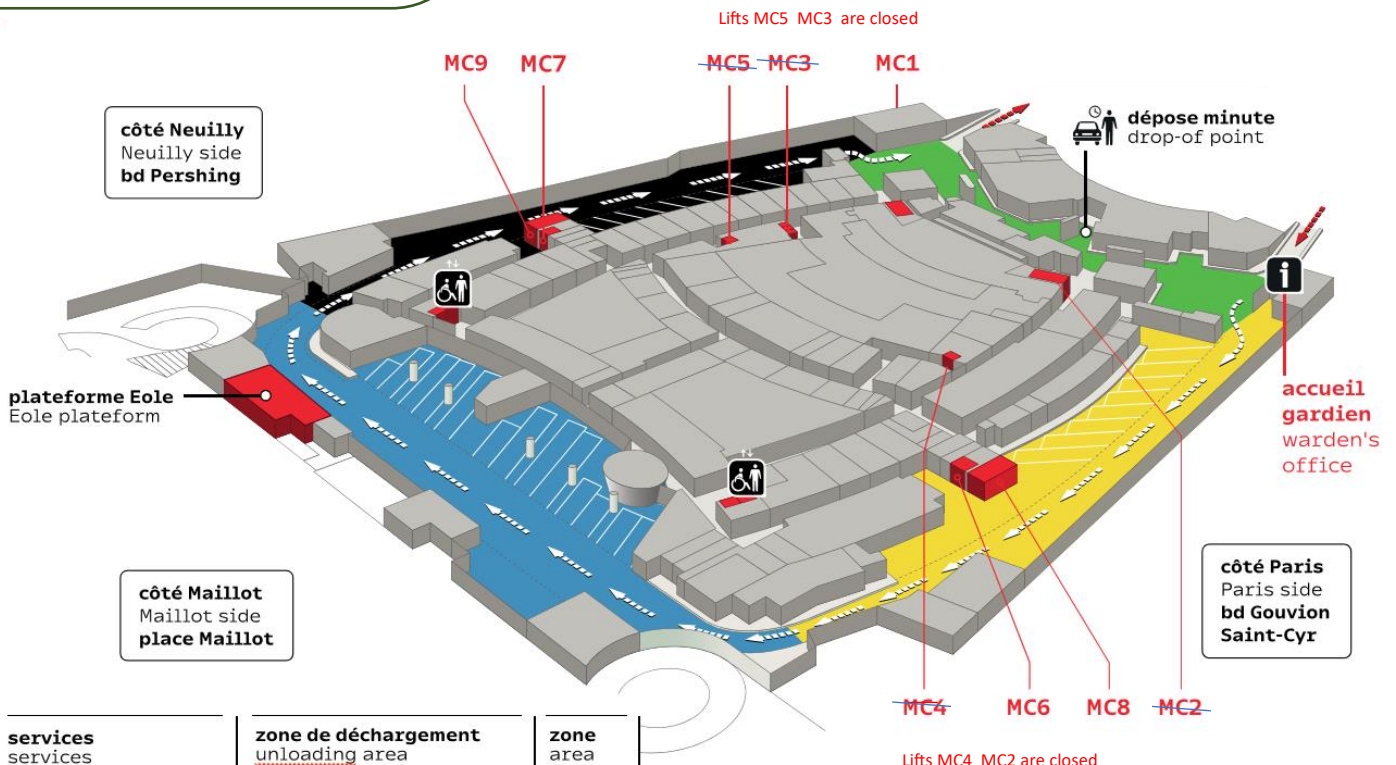 Lifts MC5 MC3 are closed
MC9 MC7 MC5 MC3 MC1
côté Neuilly
Neuilly side
bd Pershing
dépose minute
drop-of point
i
plateforme Eole
Eole plateform
accueil
gardien
warden's
office
côté Maillot
Maillot side
place Maillot
côté Paris
Paris side
bd Gouvion
Saint-Cyr
MC4 MC6 MC8 MC2
Lifts MC4 MC2 are closed
services
services
zone de déchargement
unloading area
zone
area